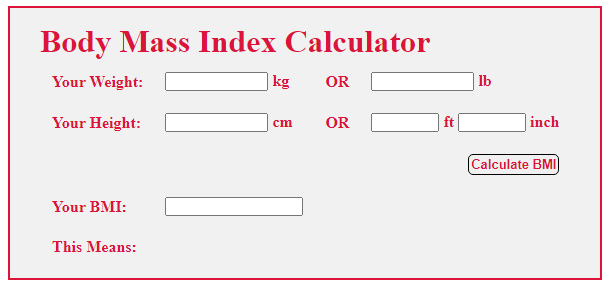 Body Mass Index Calculator
Your Weight: kg OR lb
Your Height: cm OR ft inch
Calculate BMI
Your BMI:
This Means: